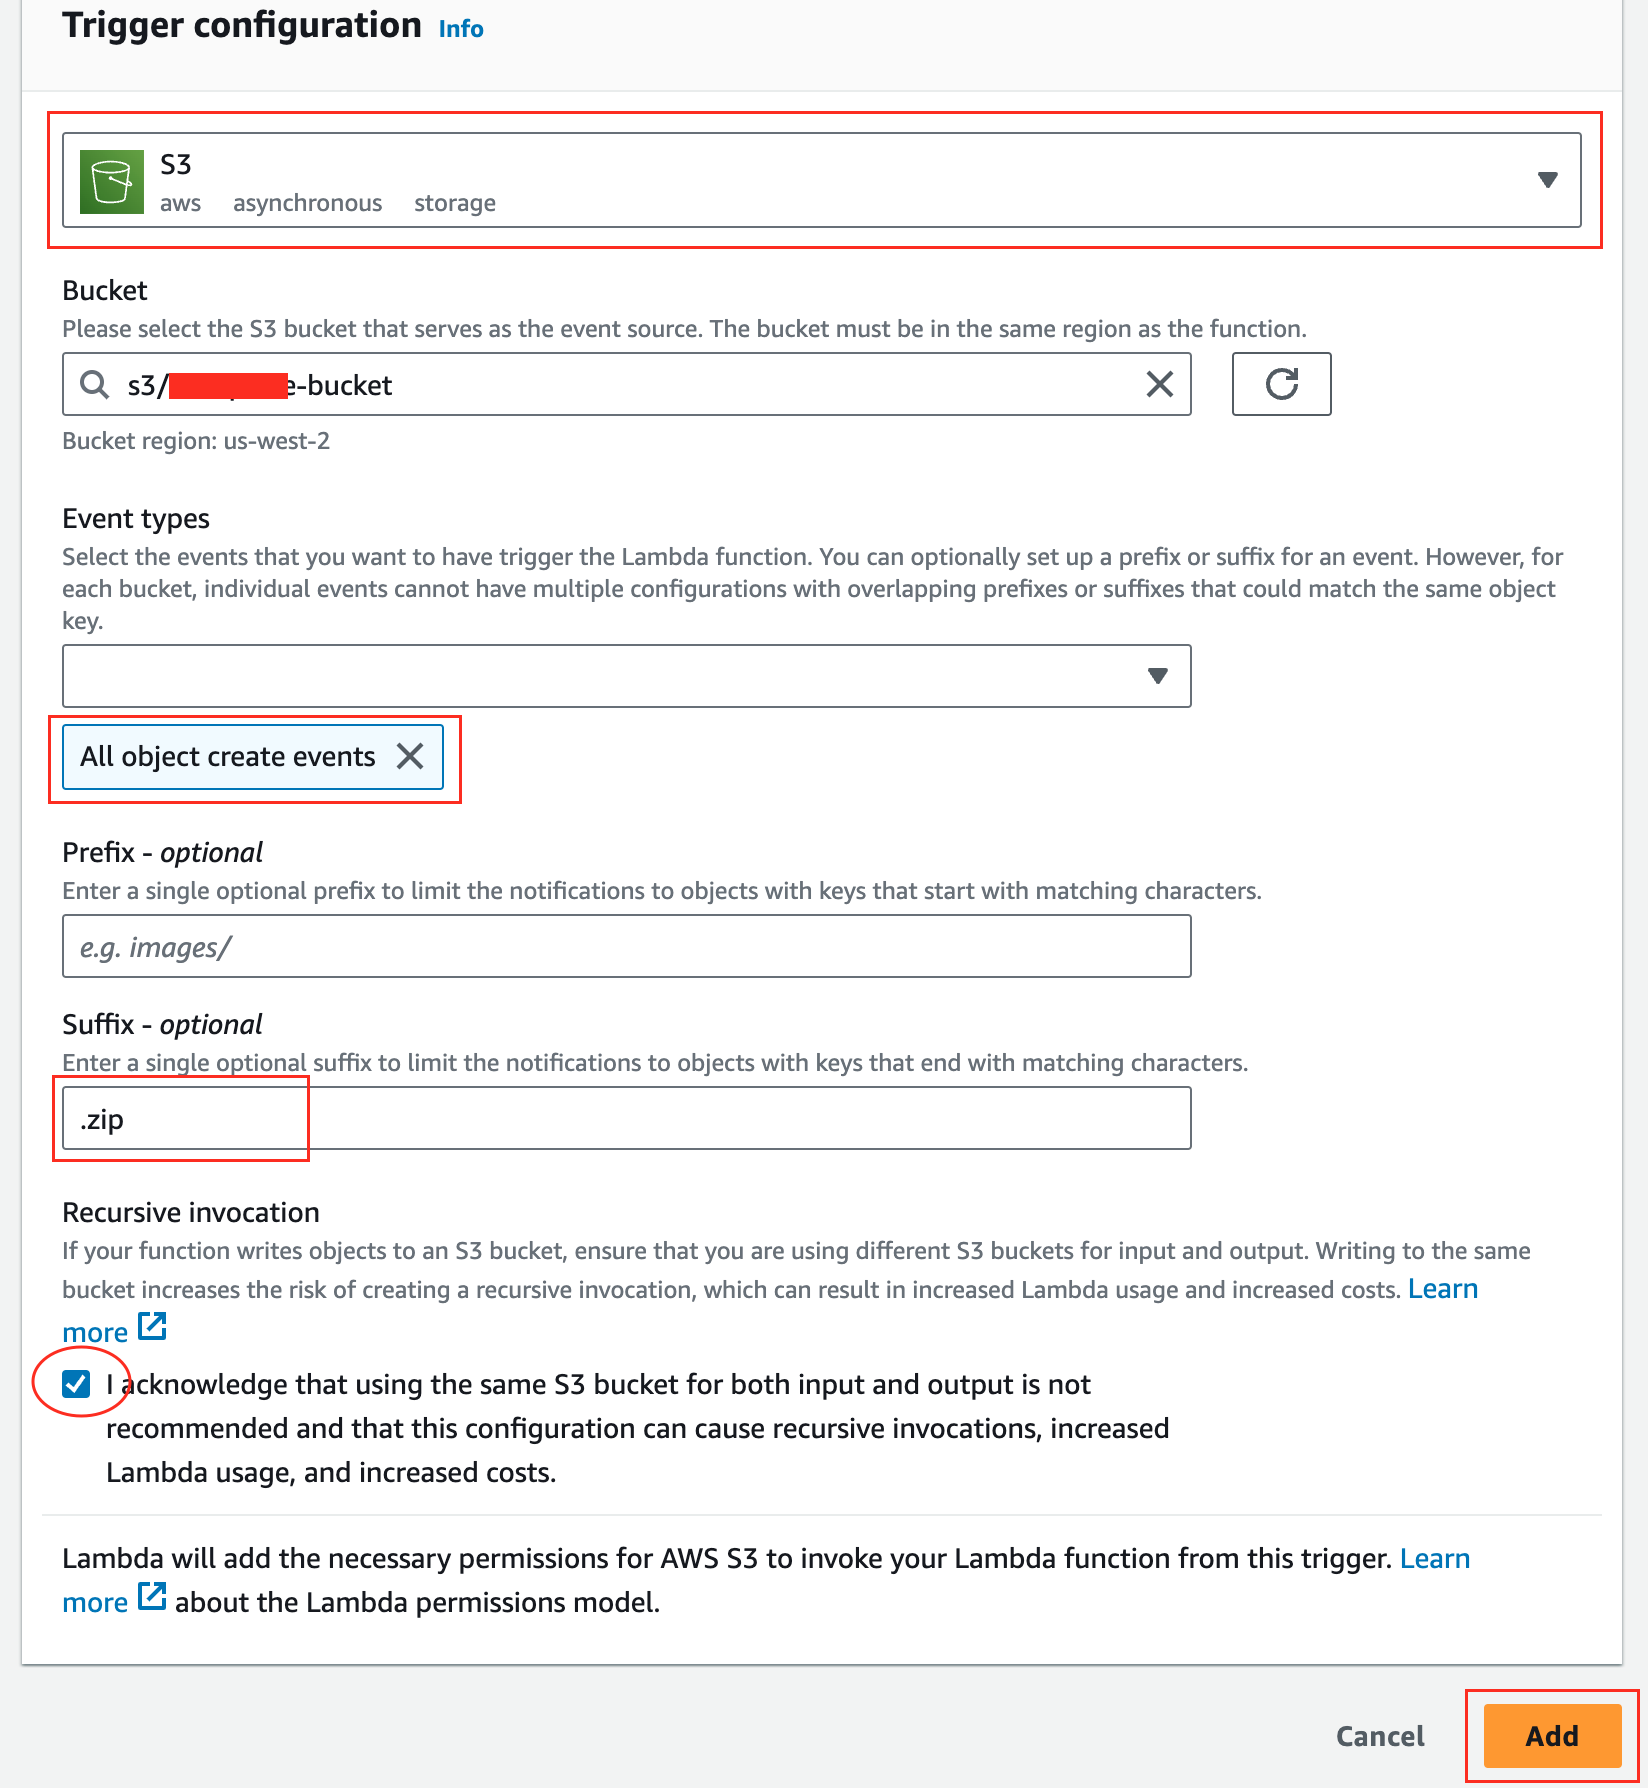 Trigger configuration Info
S3
aws asynchronous storage
Bucket
Please select the S3 bucket that serves as the event source. The bucket must be in the same region as the function.
s3/ e-bucket
Bucket region: us-west-2
Event types
Select the events that you want to have trigger the Lambda function. You can optionally set up a prefix or suffix for an event. However, for
each bucket, individual events cannot have multiple configurations with overlapping prefixes or suffixes that could match the same object
key.
All object create events
Prefix - optional
Enter a single optional prefix to limit the notifications to objects with keys that start with matching characters.
e.g. images/
Suffix - optional
Enter a single optional suffix to limit the notifications to objects with keys that end with matching characters.
.zip
Recursive invocation
If your function writes objects to an S3 bucket, ensure that you are using different S3 buckets for input and output. Writing to the same
bucket increases the risk of creating a recursive invocation, which can result in increased Lambda usage and increased costs. Learn
more
I acknowledge that using the same S3 bucket for both input and output is not
recommended and that this configuration can cause recursive invocations, increased
Lambda usage, and increased costs.
Lambda will add the necessary permissions for AWS S3 to invoke your Lambda function from this trigger. Learn
more about the Lambda permissions model.
Cancel Add